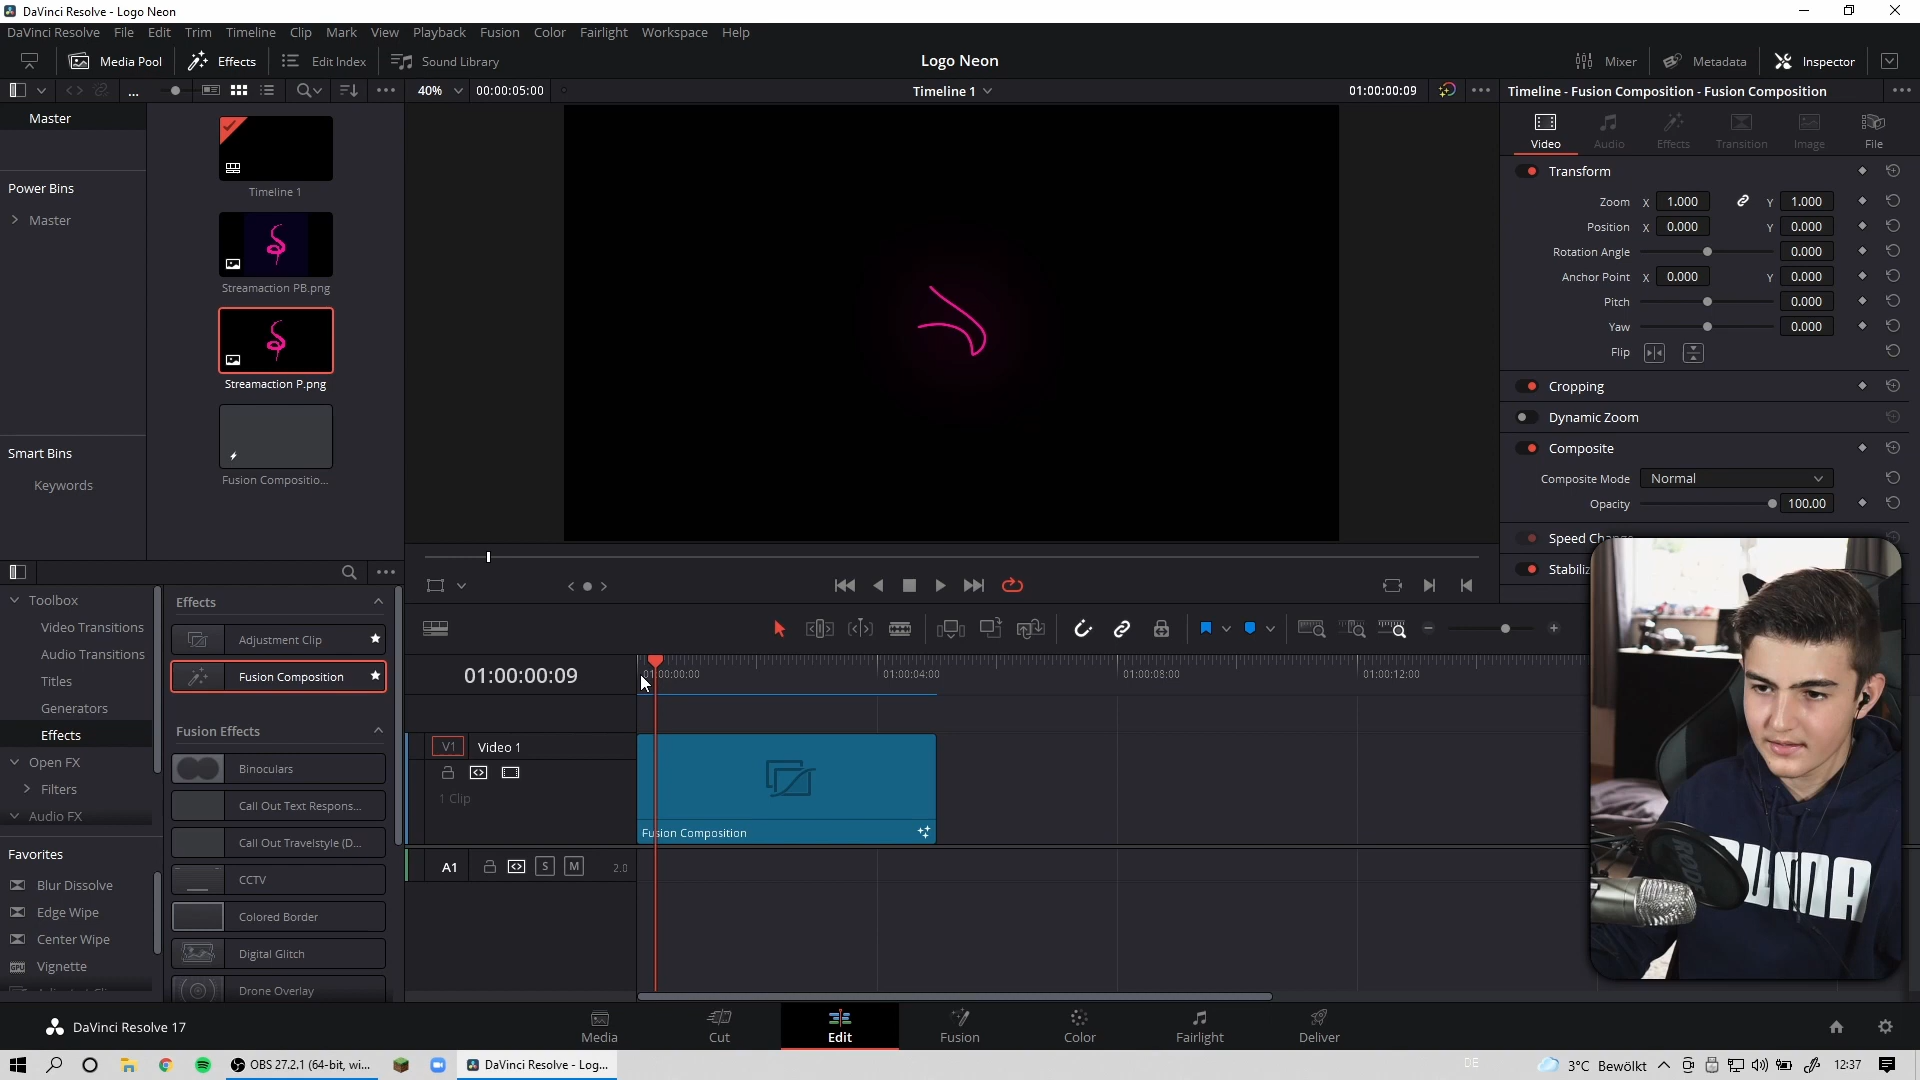 DaVinci Resolve - Logo Neon
DaVinci Resolve File Edit Trim Timeline Clip Mark View Playback Fusion Color Fairlight Workspace Help
Media Pool Effects Edit Index Sound Library Logo Neon Mixer Metadata Inspector
... 40% 00:00:05:00 Timeline 1 01:00:00:09 Timeline - Fusion Composition - Fusion Composition
Master
Power Bins
Master
Smart Bins
Keywords
Timeline 1
Streamaction PB.png
Streamaction P.png
Fusion Compositio...
Video Audio Effects Transition Image File
Transform
Zoom X 1.000 Y 1.000
Position X 0.000 Y 0.000
Rotation Angle 0.000
Anchor Point X 0.000 Y 0.000
Pitch 0.000
Yaw 0.000
Flip
Cropping
Dynamic Zoom
Composite
Composite Mode Normal
Opacity 100.00
Speed
Toolbox
Video Transitions
Audio Transitions
Titles
Generators
Effects
Open FX
Filters
Audio FX
Favorites
Blur Dissolve
Edge Wipe
Center Wipe
Vignette
Effects
Adjustment Clip
Fusion Composition
Fusion Effects
Binoculars
Call Out Text Respons...
Call Out Travelstyle (D...
CCTV
Colored Border
Digital Glitch
Drone Overlay
01:00:00:09
01:00:00:00 01:00:04:00 01:00:08:00 01:00:12:00
V1 Video 1
1 Clip
Fusion Composition
A1 S M 2.0
RODE
PUMA
DaVinci Resolve 17
Media Cut Edit Fusion Color Fairlight Deliver
OBS 27.2.1 (64-bit, wi... DaVinci Resolve - Log... DE 3°C Bewölkt 12:37